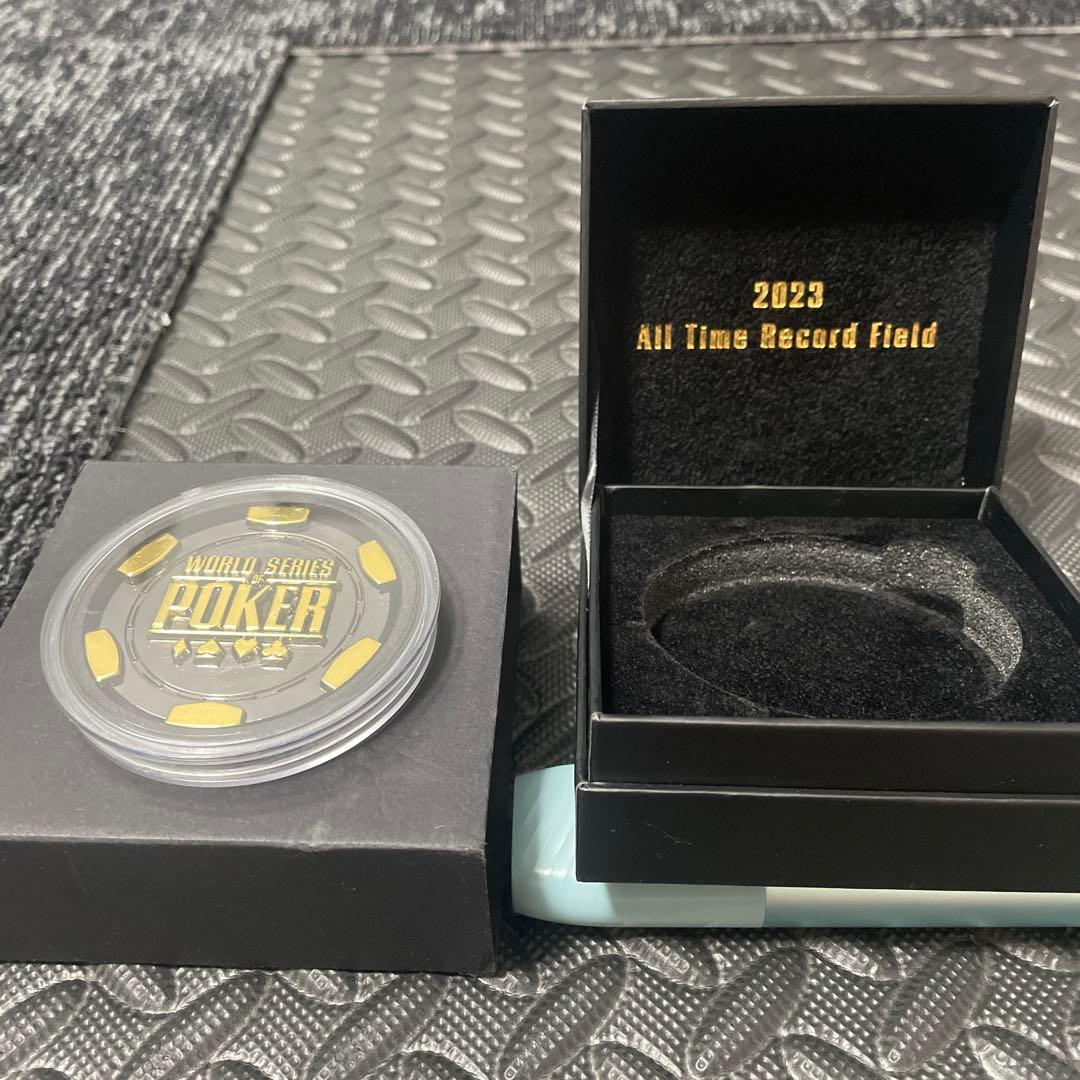 WORLD SERIES
OF
POKER
2023
All Time Record Field